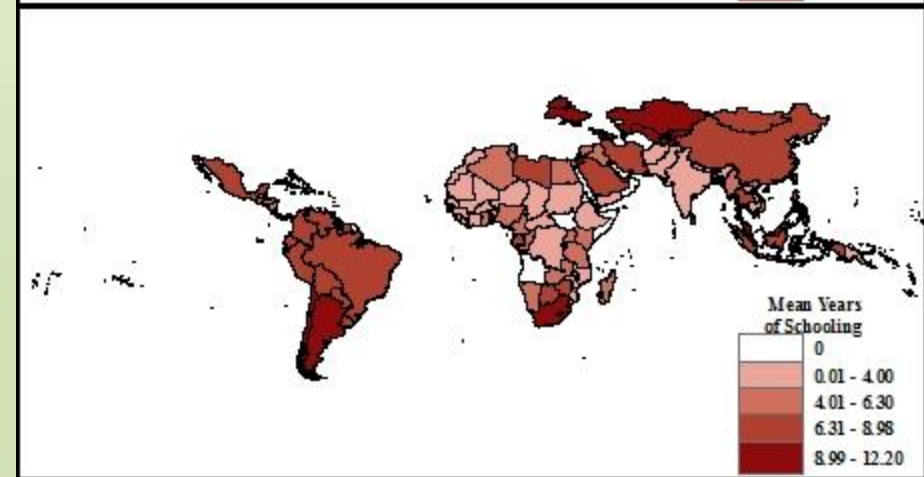 Mean Years
of Schooling
0
0.01 - 4.00
4.01 - 6.30
6.31 - 8.98
8.99 - 12.20